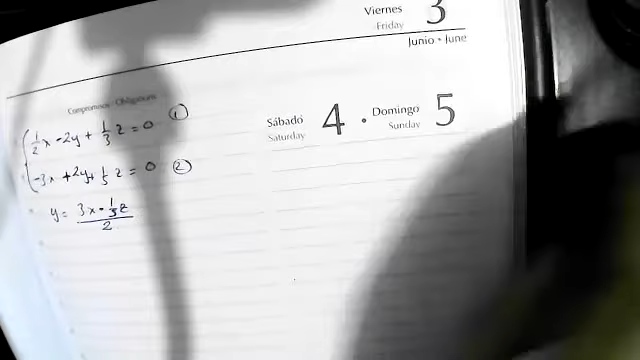 Viernes 3
Friday
Junio • June
Compromisos · Obligations
1/2 x - 2y + 1/3 z = 0 ①
-3x + 2y + 1/5 z = 0 ②
y = (3x - 1/5 z) / 2
Sábado 4 • Domingo 5
Saturday Sunday